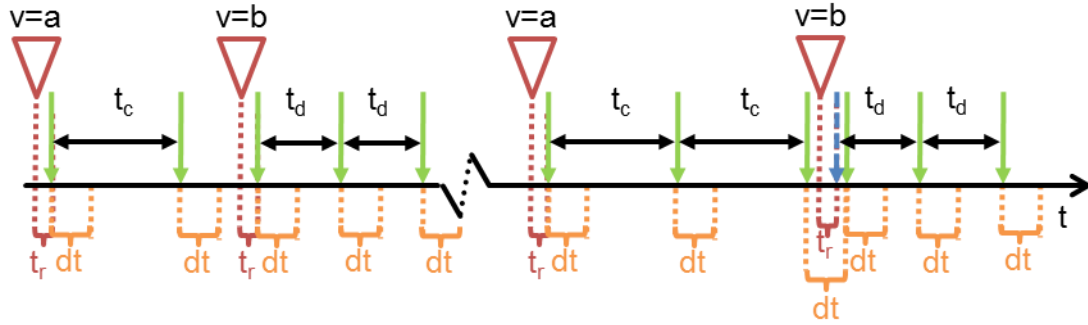 v=a v=b v=a v=b
t_c t_d t_d t_c t_c t_d t_d
t
t_r dt dt t_r dt dt dt t_r dt dt t_r dt dt dt
dt